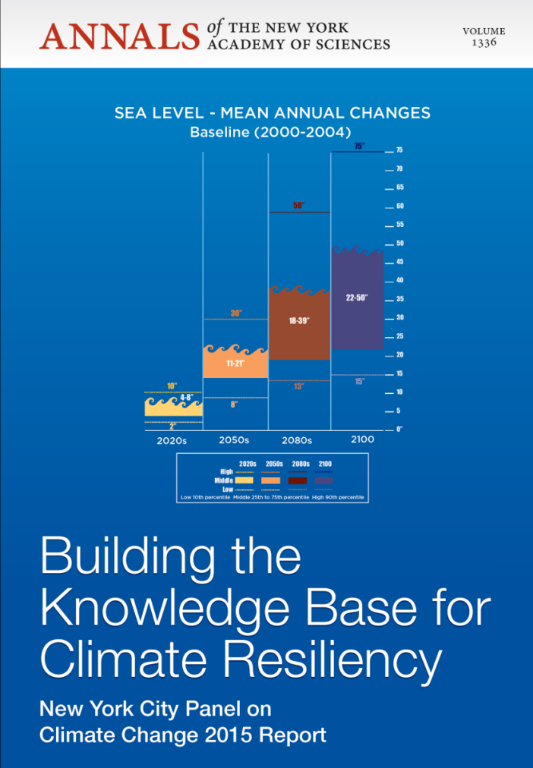 ANNALS of THE NEW YORK
ACADEMY OF SCIENCES
VOLUME
1336
SEA LEVEL - MEAN ANNUAL CHANGES
Baseline (2000-2004)
75"
75
70
65
58"
60
55
50
45
40
22-50"
35
30"
18-39"
30
25
20
11-21"
15"
15
10"
13"
10
4-8"
8"
5
2"
0"
2020s
2050s
2080s
2100
2020s 2050s 2080s 2100
High
Middle
Low
Low 10th percentile Middle 25th to 75th percentile High 90th percentile
Building the
Knowledge Base for
Climate Resiliency
New York City Panel on
Climate Change 2015 Report